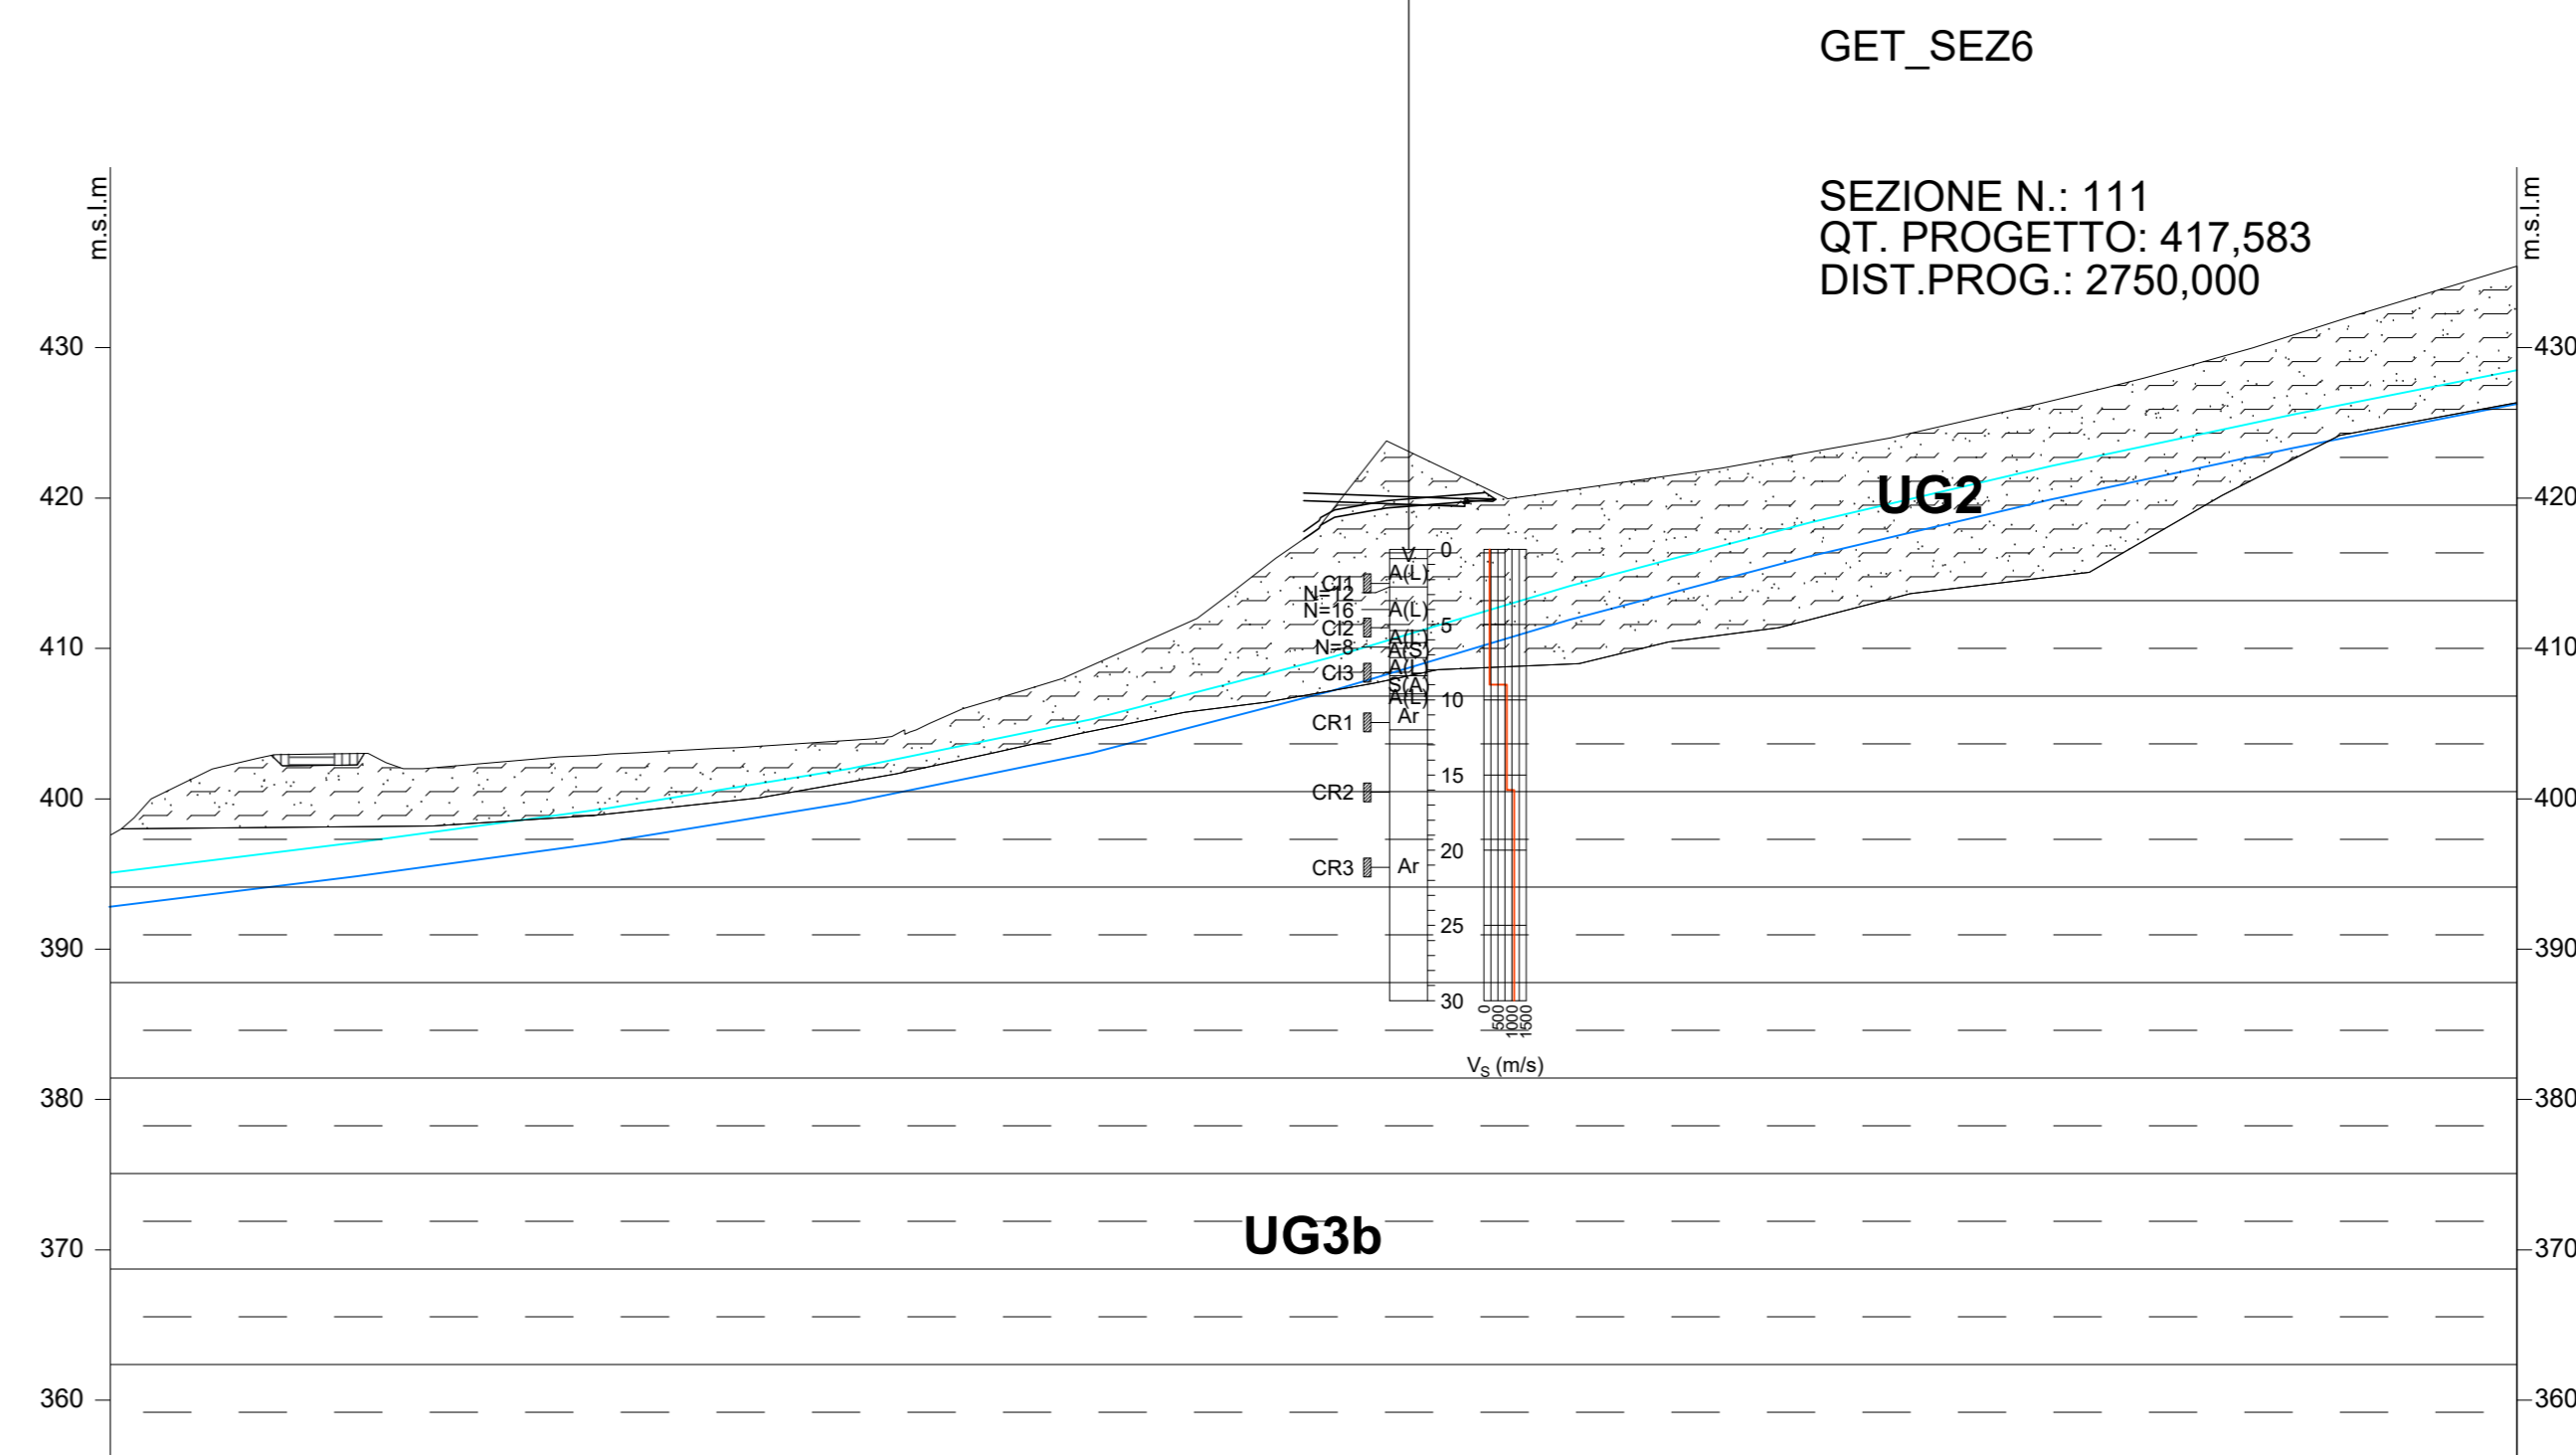 GET_SEZ6
SEZIONE N.: 111
QT. PROGETTO: 417,583
DIST.PROG.: 2750,000
m.s.l.m
m.s.l.m
430
430
420
420
UG2
410
410
400
400
390
390
380
380
370
370
360
360
V
A(L)
A(L)
A(L)
A(S)
A(L)
S(A)
A(L)
Ar
Ar
CI1
N=12
N=16
CI2
N=8
CI3
CR1
CR2
CR3
0
5
10
15
20
25
30
0
500
1000
1500
VS (m/s)
UG3b